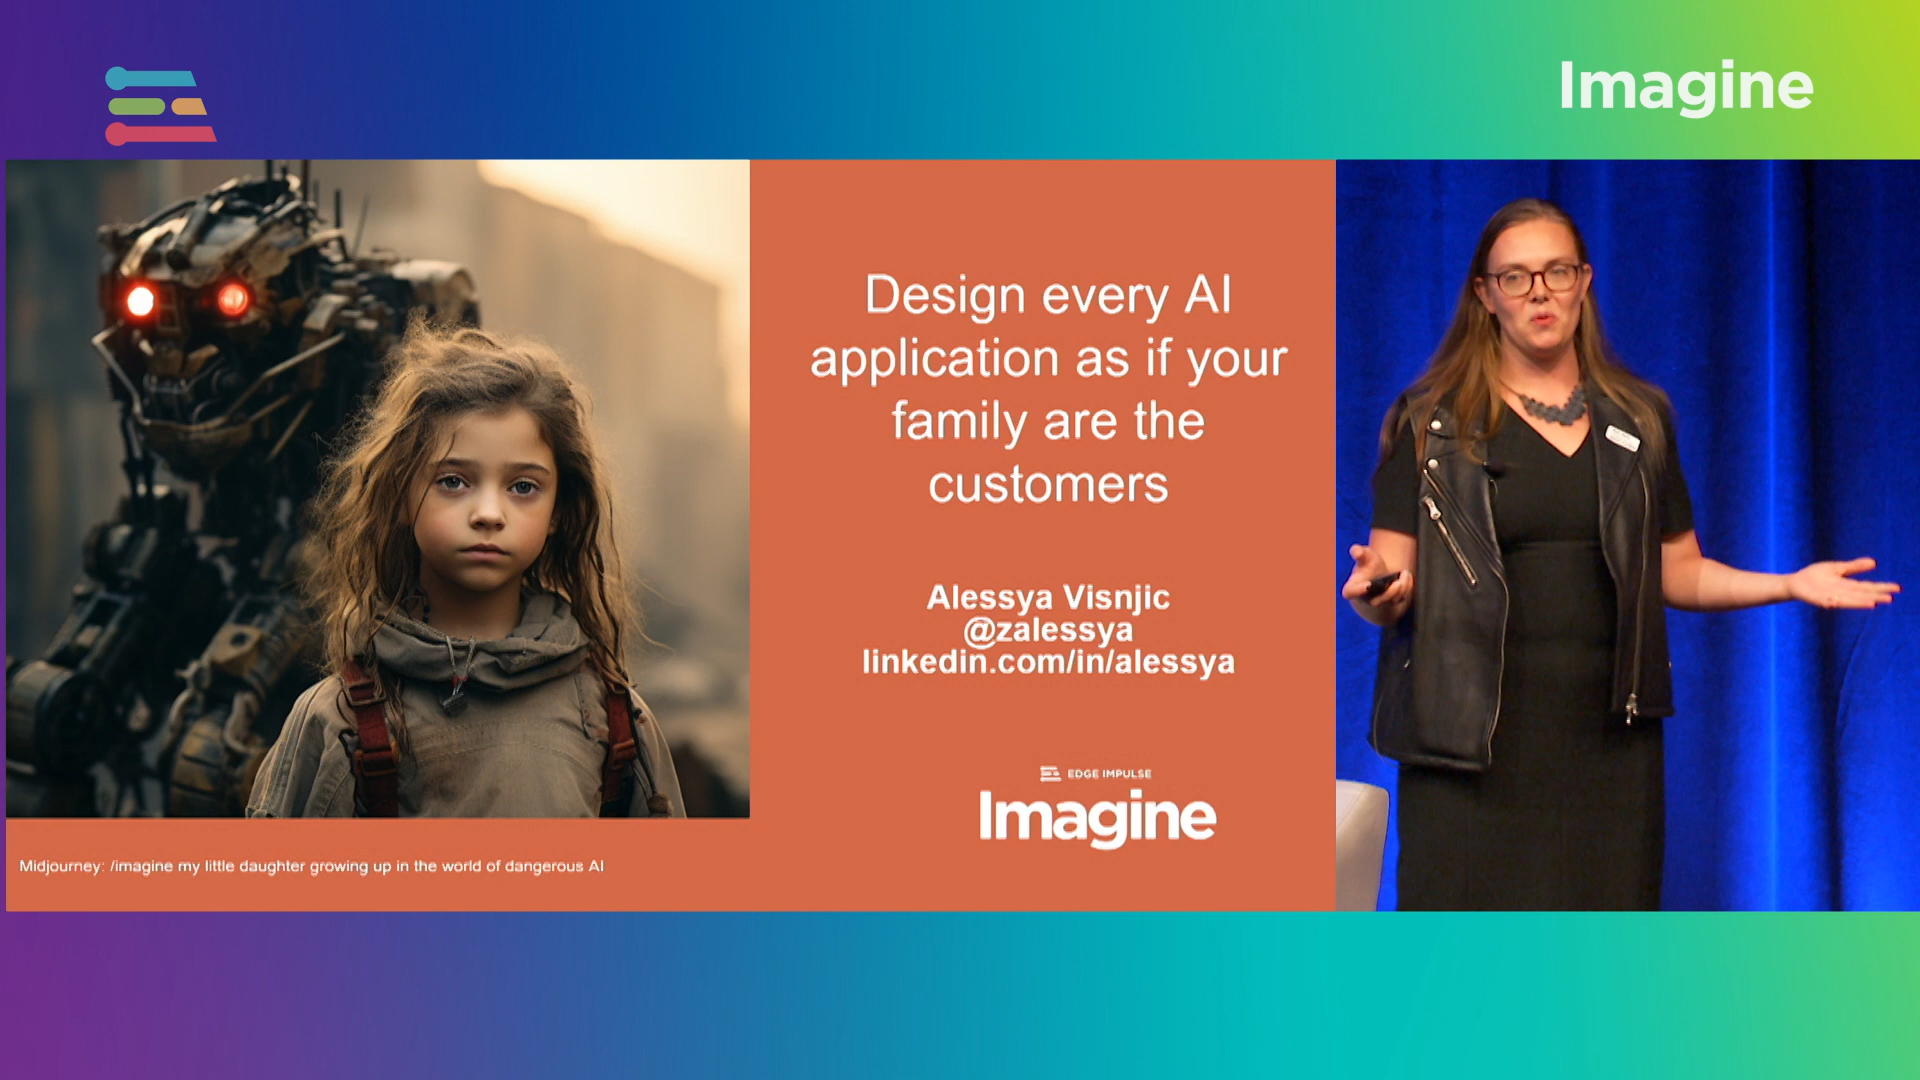 Imagine
Design every AI
application as if your
family are the
customers
Alessya Visnjic
@zalessya
linkedin.com/in/alessya
EDGE IMPULSE
Imagine
Midjourney: /imagine my little daughter growing up in the world of dangerous AI